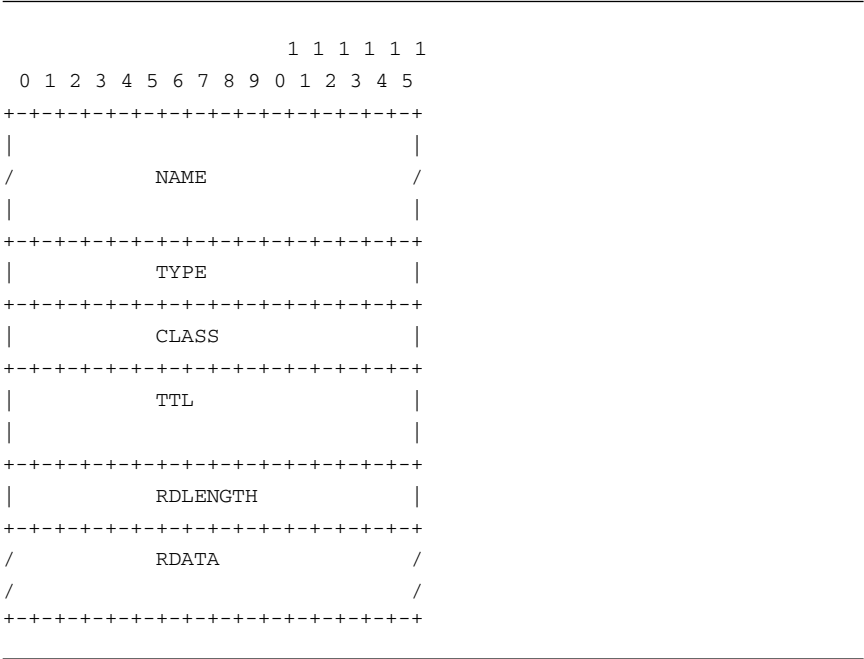 1 1 1 1 1 1
 0 1 2 3 4 5 6 7 8 9 0 1 2 3 4 5
+-+-+-+-+-+-+-+-+-+-+-+-+-+-+-+-+
|                               |
/           NAME                /
|                               |
+-+-+-+-+-+-+-+-+-+-+-+-+-+-+-+-+
|           TYPE                |
+-+-+-+-+-+-+-+-+-+-+-+-+-+-+-+-+
|           CLASS               |
+-+-+-+-+-+-+-+-+-+-+-+-+-+-+-+-+
|           TTL                 |
|                               |
+-+-+-+-+-+-+-+-+-+-+-+-+-+-+-+-+
|           RDLENGTH            |
+-+-+-+-+-+-+-+-+-+-+-+-+-+-+-+-+
/           RDATA               /
/                               /
+-+-+-+-+-+-+-+-+-+-+-+-+-+-+-+-+